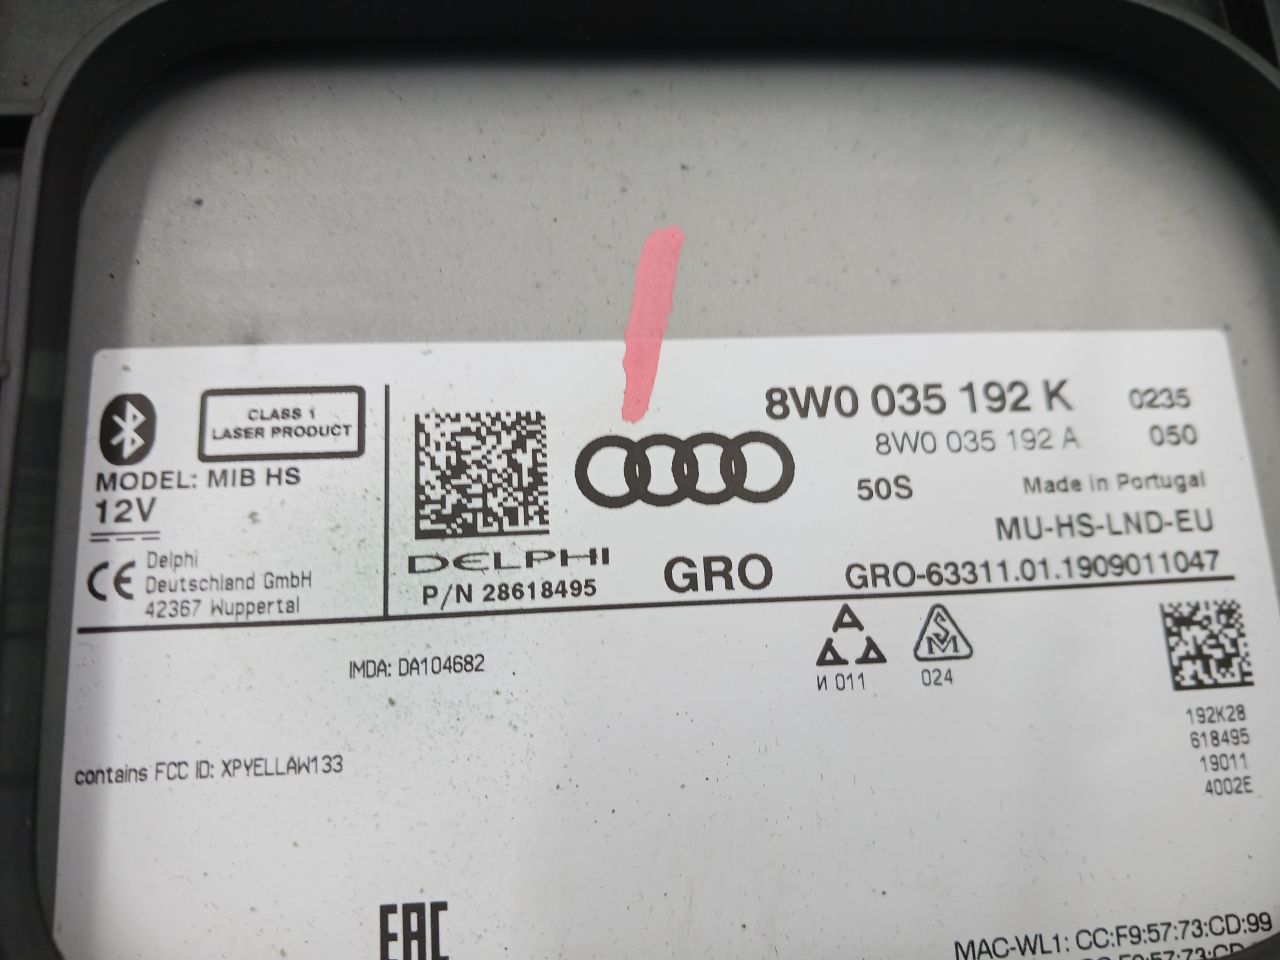 CLASS 1
LASER PRODUCT
MODEL: MIB HS
12V
CE
Delphi
Deutschland GmbH
42367 Wuppertal
DELPHI
P/N 28618495
8W0 035 192 K 0235
8W0 035 192 A 050
50S Made in Portugal
MU-HS-LND-EU
GRO GRO-63311.01.1909011047
IMDA: DA104682
A
И 011
SM
024
192K28
618495
19011
4002E
contains FCC ID: XPYELLAW133
EAC
MAC-WL1: CC:F9:57:73:CD:99